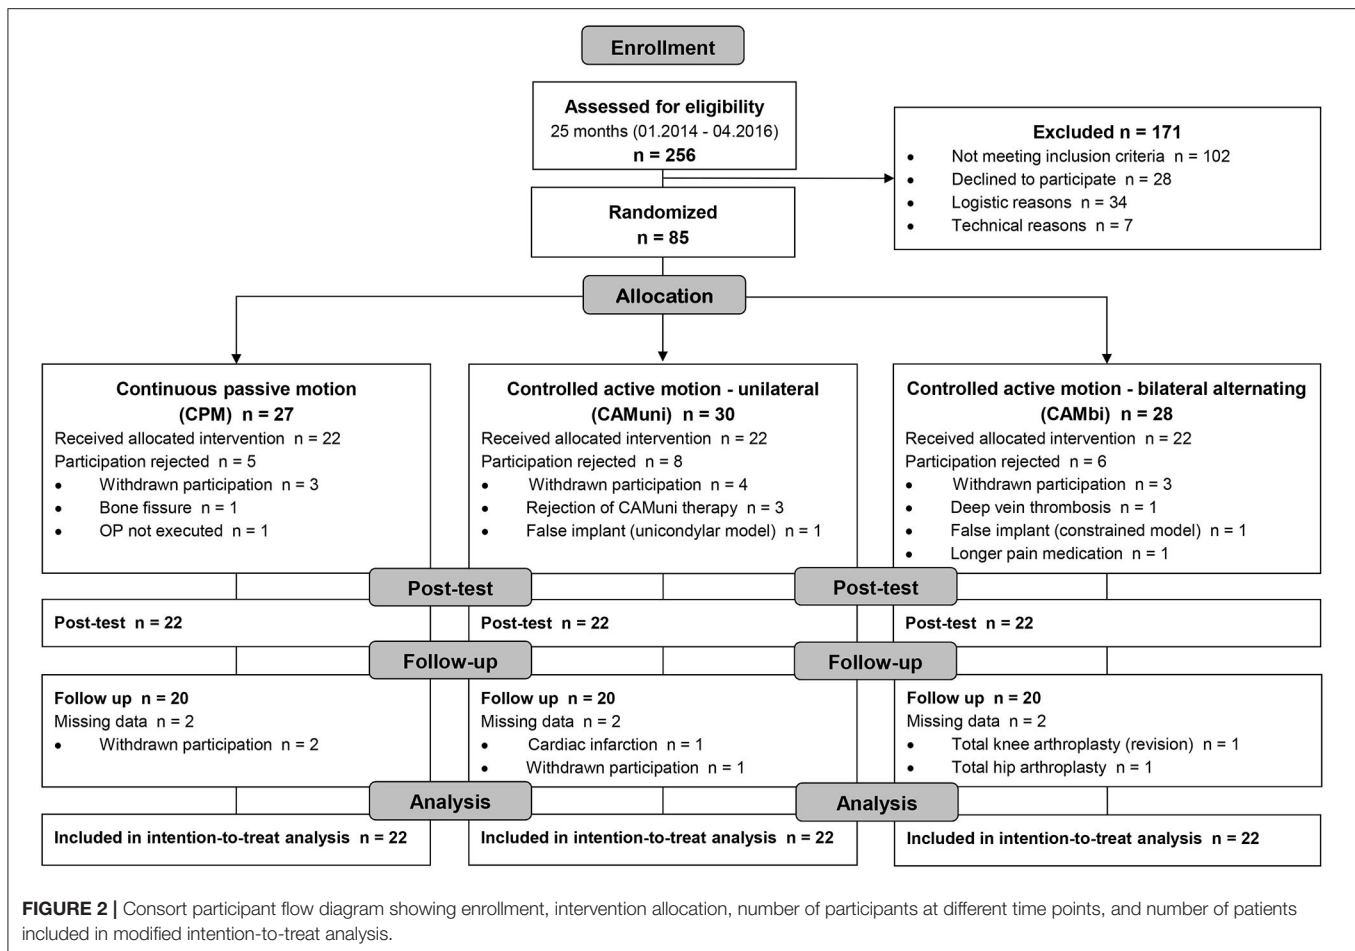 Enrollment
Assessed for eligibility
25 months (01.2014 - 04.2016)
n = 256
Excluded n = 171
• Not meeting inclusion criteria n = 102
• Declined to participate n = 28
• Logistic reasons n = 34
• Technical reasons n = 7
Randomized
n = 85
Allocation
Continuous passive motion
(CPM) n = 27
Received allocated intervention n = 22
Participation rejected n = 5
• Withdrawn participation n = 3
• Bone fissure n = 1
• OP not executed n = 1
Controlled active motion - unilateral
(CAMuni) n = 30
Received allocated intervention n = 22
Participation rejected n = 8
• Withdrawn participation n = 4
• Rejection of CAMuni therapy n = 3
• False implant (unicondylar model) n = 1
Controlled active motion - bilateral alternating
(CAMbi) n = 28
Received allocated intervention n = 22
Participation rejected n = 6
• Withdrawn participation n = 3
• Deep vein thrombosis n = 1
• False implant (constrained model) n = 1
• Longer pain medication n = 1
Post-test
Post-test
Post-test n = 22
Post-test n = 22
Post-test n = 22
Follow-up
Follow-up
Follow up n = 20
Missing data n = 2
• Withdrawn participation n = 2
Follow up n = 20
Missing data n = 2
• Cardiac infarction n = 1
• Withdrawn participation n = 1
Follow up n = 20
Missing data n = 2
• Total knee arthroplasty (revision) n = 1
• Total hip arthroplasty n = 1
Analysis
Analysis
Included in intention-to-treat analysis n = 22
Included in intention-to-treat analysis n = 22
Included in intention-to-treat analysis n = 22
FIGURE 2 | Consort participant flow diagram showing enrollment, intervention allocation, number of participants at different time points, and number of patients
included in modified intention-to-treat analysis.